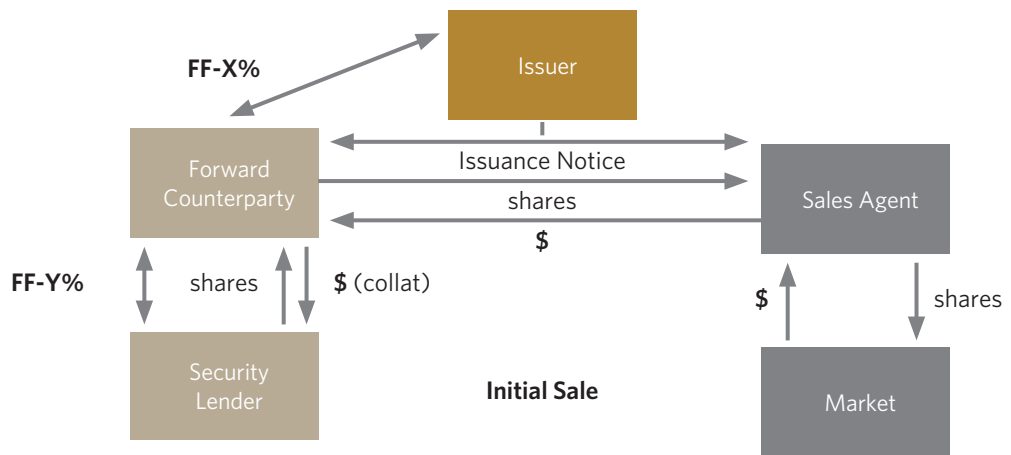 Issuer
FF-X%
Issuance Notice
Forward
Counterparty
shares
Sales Agent
$
FF-Y%
shares
$ (collat)
$
shares
Security
Lender
Initial Sale
Market